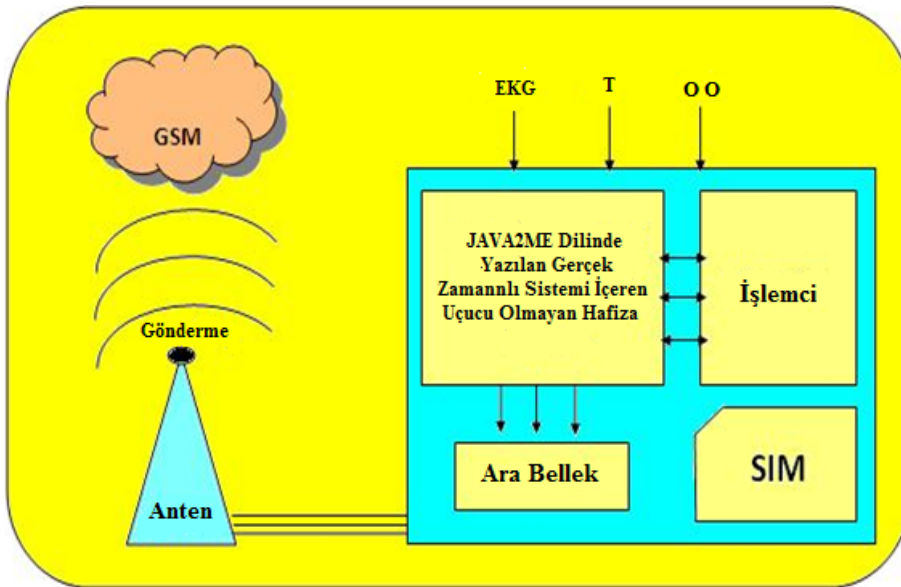 GSM
EKG
T
O O
JAVA2ME Dilinde
Yazılan Gerçek
Zamannlı Sistemi İçeren
Uçucu Olmayan Hafiza
İşlemci
Gönderme
Ara Bellek
SIM
Anten